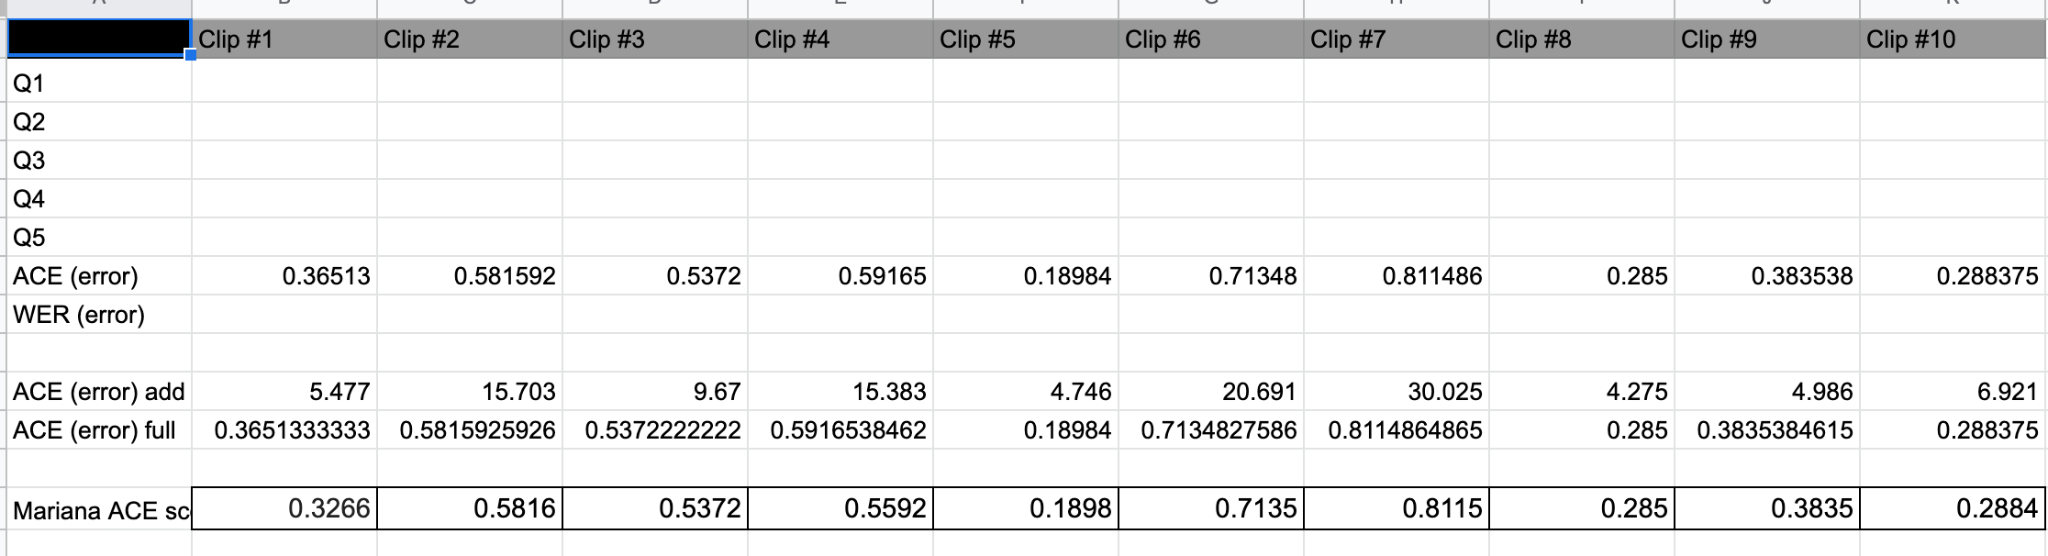 Clip #1 Clip #2 Clip #3 Clip #4 Clip #5 Clip #6 Clip #7 Clip #8 Clip #9 Clip #10
Q1
Q2
Q3
Q4
Q5
ACE (error) 0.36513 0.581592 0.5372 0.59165 0.18984 0.71348 0.811486 0.285 0.383538 0.288375
WER (error)
ACE (error) add 5.477 15.703 9.67 15.383 4.746 20.691 30.025 4.275 4.986 6.921
ACE (error) full 0.3651333333 0.5815925926 0.5372222222 0.5916538462 0.18984 0.7134827586 0.8114864865 0.285 0.3835384615 0.288375
Mariana ACE sc 0.3266 0.5816 0.5372 0.5592 0.1898 0.7135 0.8115 0.285 0.3835 0.2884